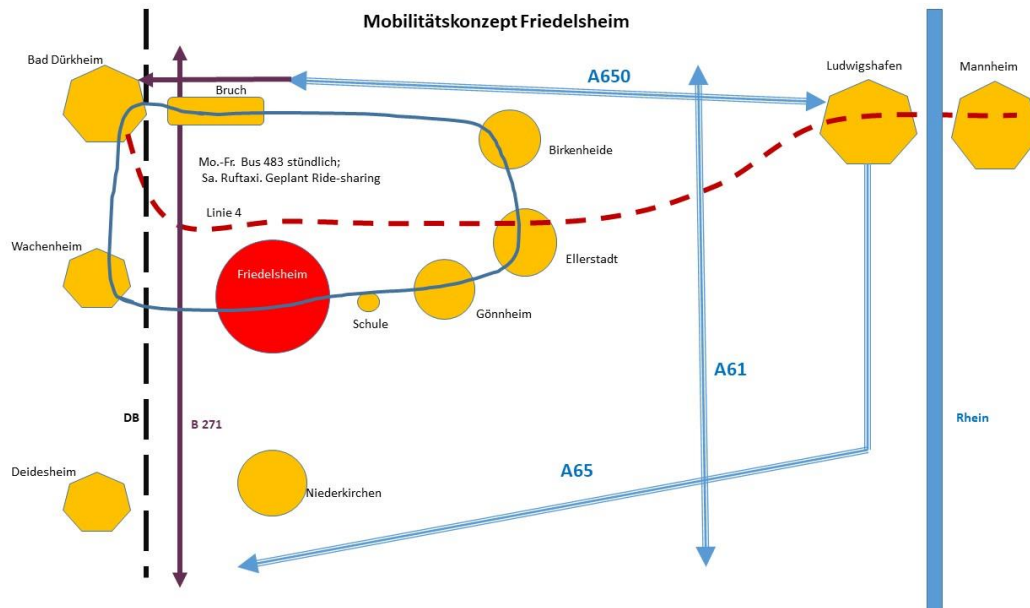 Mobilitätskonzept Friedelsheim
Bad Dürkheim
Bruch
A650
Ludwigshafen
Mannheim
Birkenheide
Mo.-Fr. Bus 483 stündlich;
Sa. Ruftaxi. Geplant Ride-sharing
Linie 4
Wachenheim
Friedelsheim
Ellerstadt
Schule
Gönnheim
A61
DB
B 271
Rhein
Deidesheim
A65
Niederkirchen